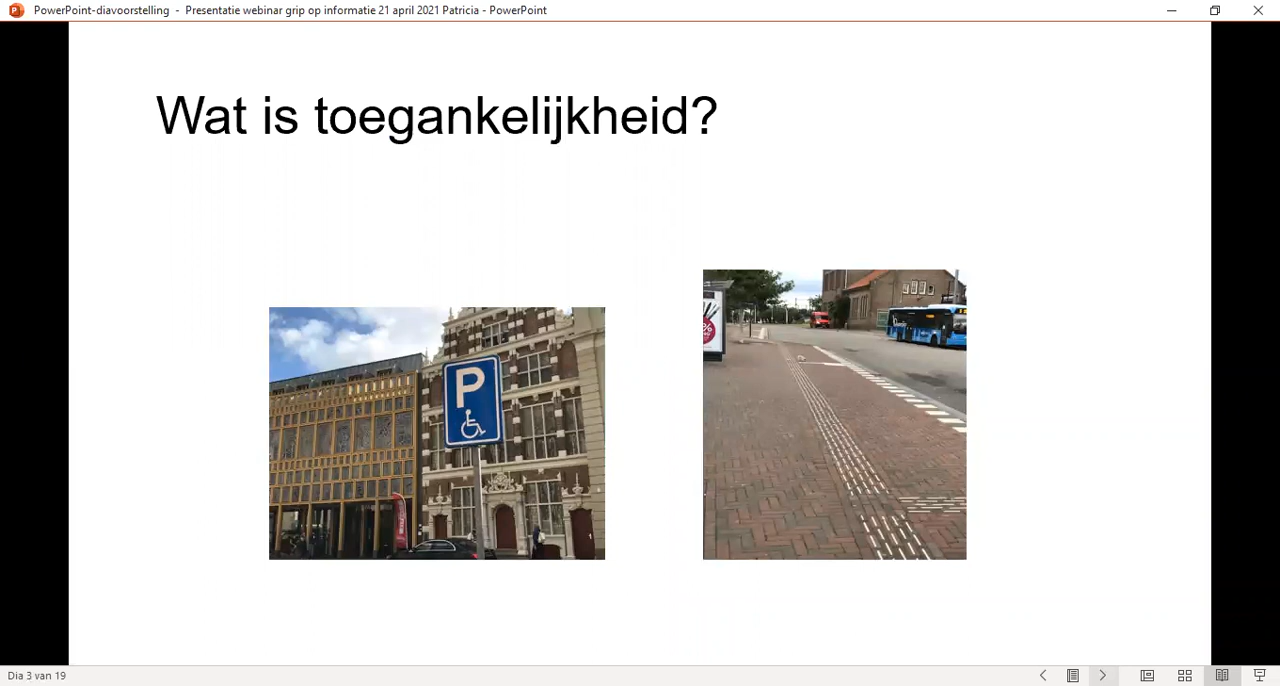 PowerPoint-diavoorstelling - Presentatie webinar grip op informatie 21 april 2021 Patricia - PowerPoint
Wat is toegankelijkheid?
P
%
Dia 3 van 19